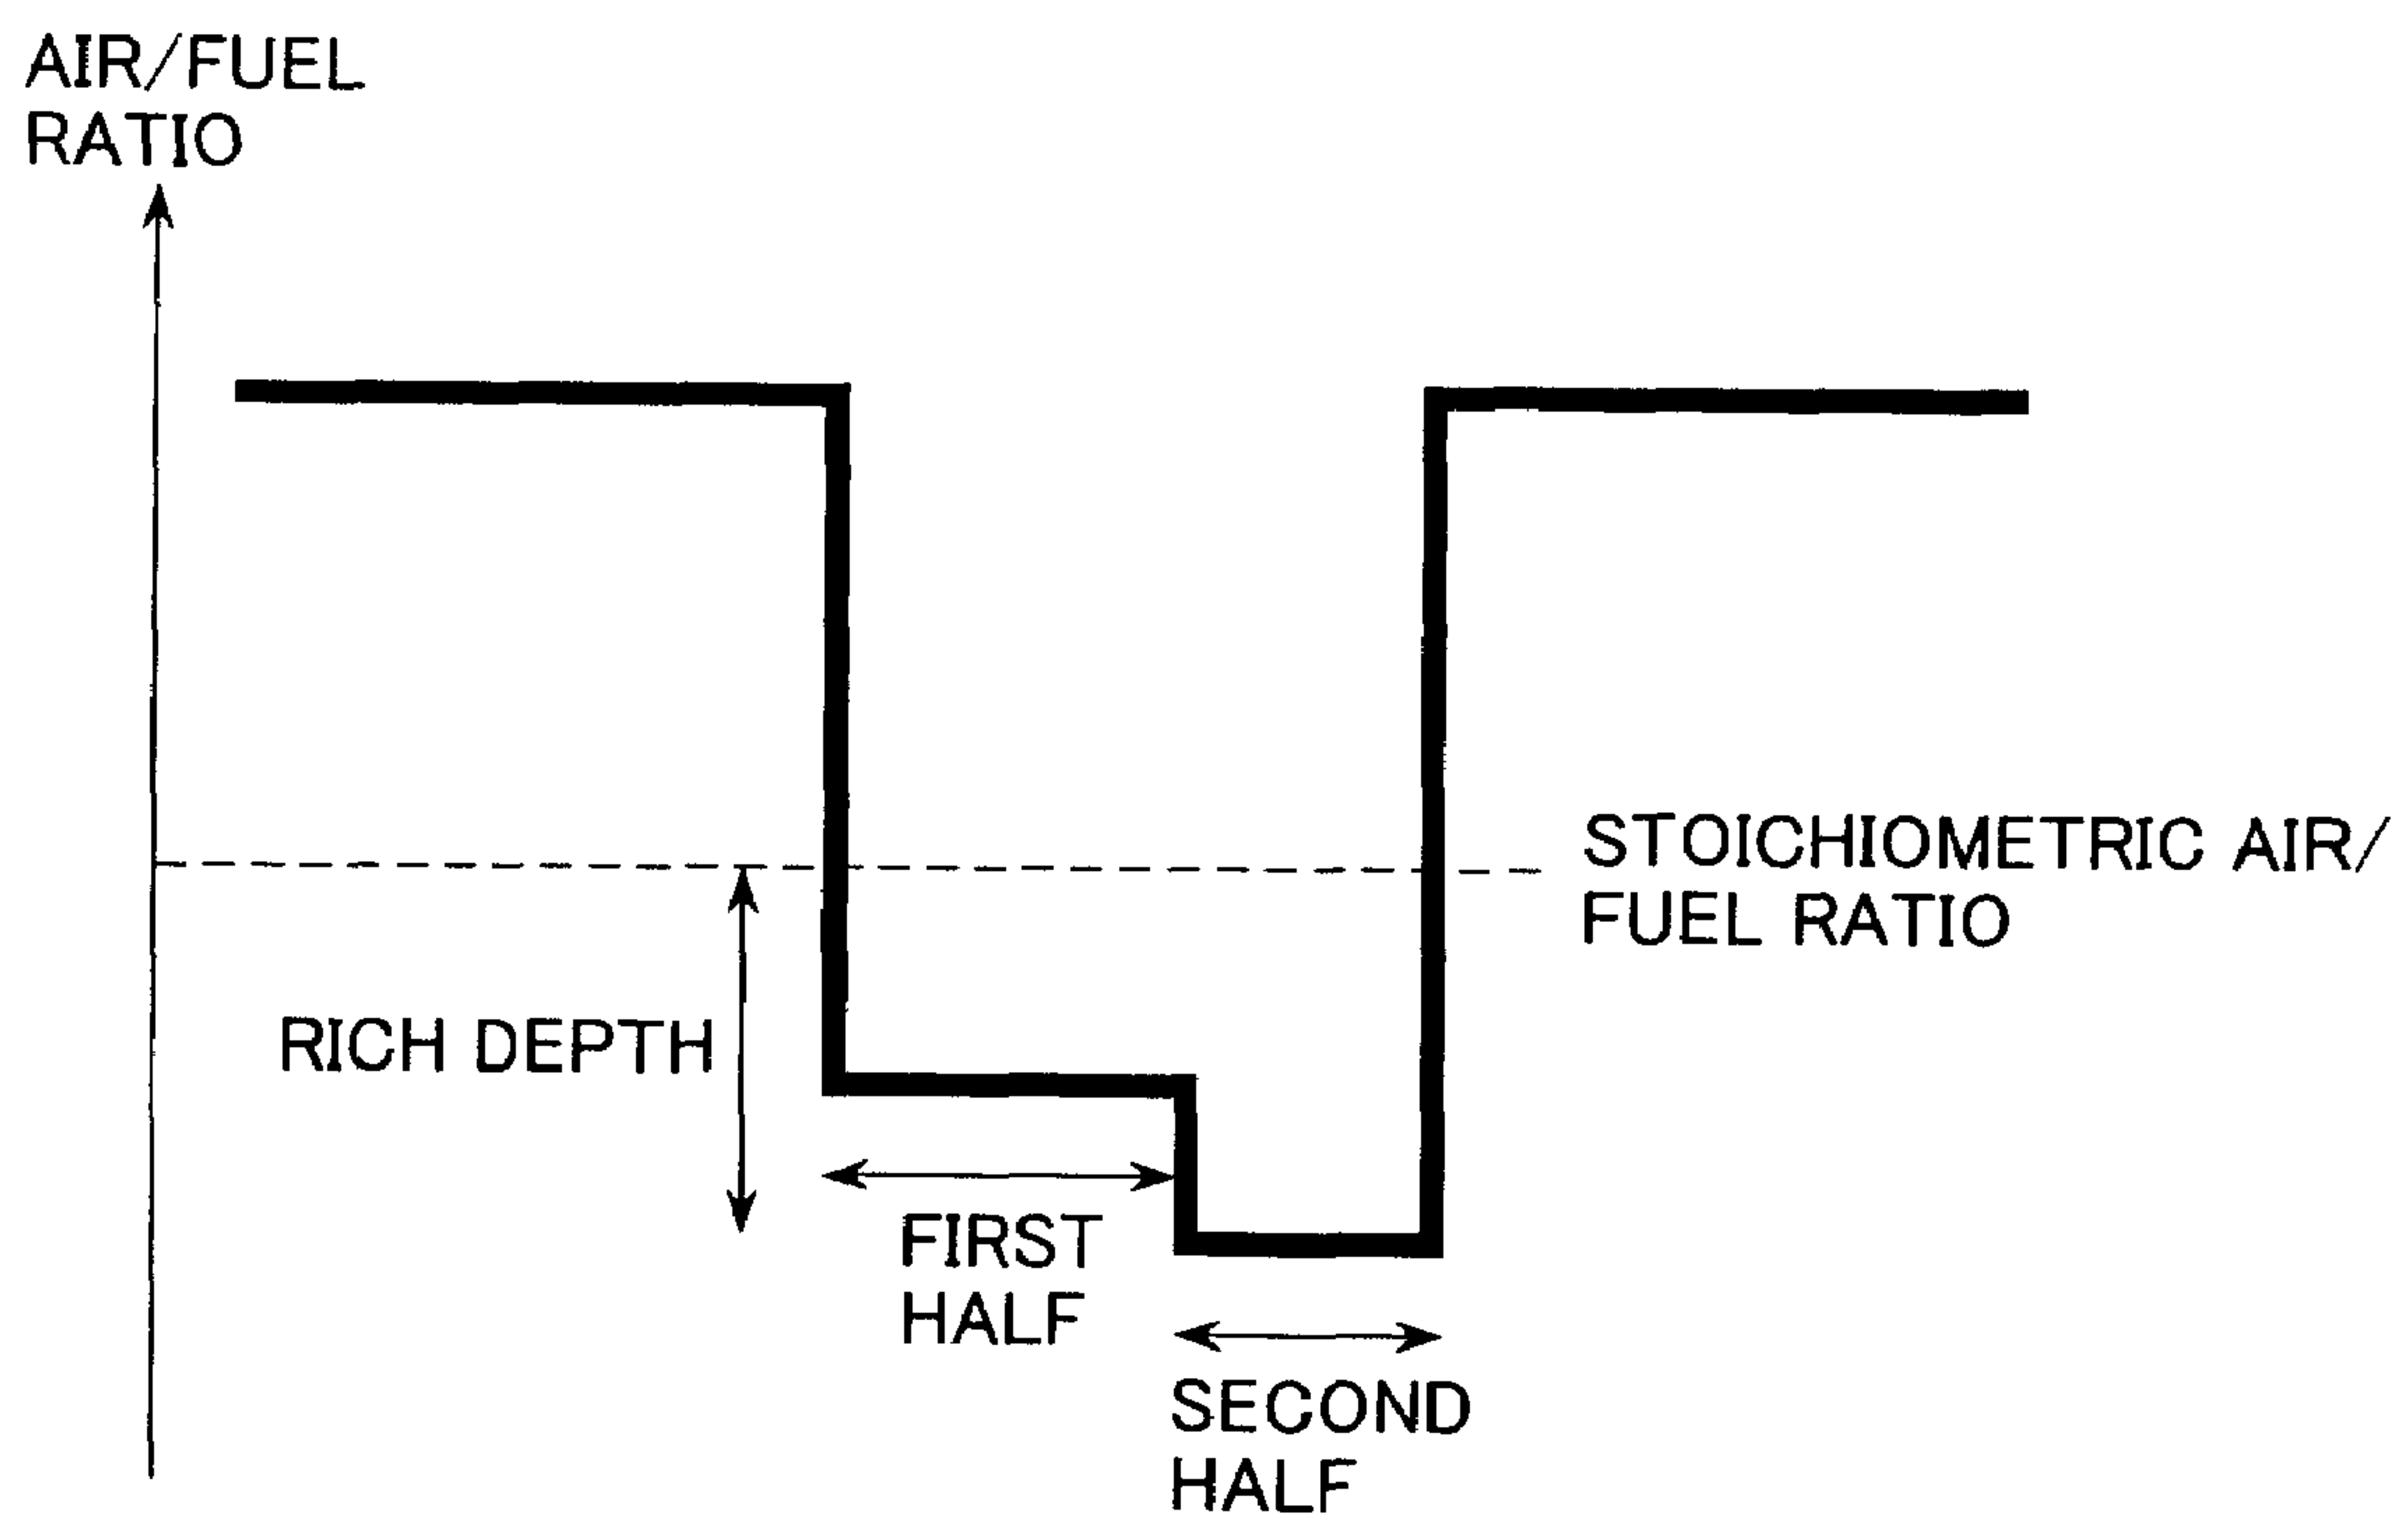 AIR/FUEL
RATIO
STOICHIOMETRIC AIR/
FUEL RATIO
RICH DEPTH
FIRST
HALF
SECOND
HALF